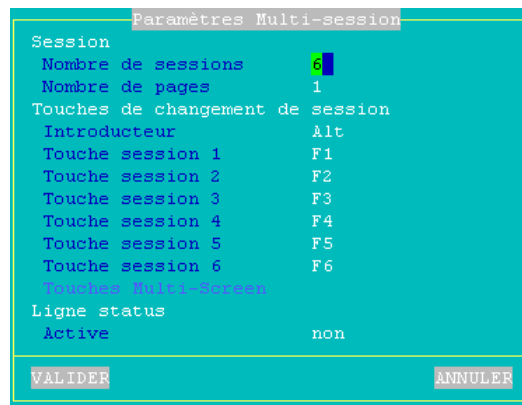 Paramètres Multi-session
Session
Nombre de sessions 6
Nombre de pages 1
Touches de changement de session
Introducteur Alt
Touche session 1 F1
Touche session 2 F2
Touche session 3 F3
Touche session 4 F4
Touche session 5 F5
Touche session 6 F6
Touches Multi-Screen
Ligne status
Active non
VALIDER ANNULER